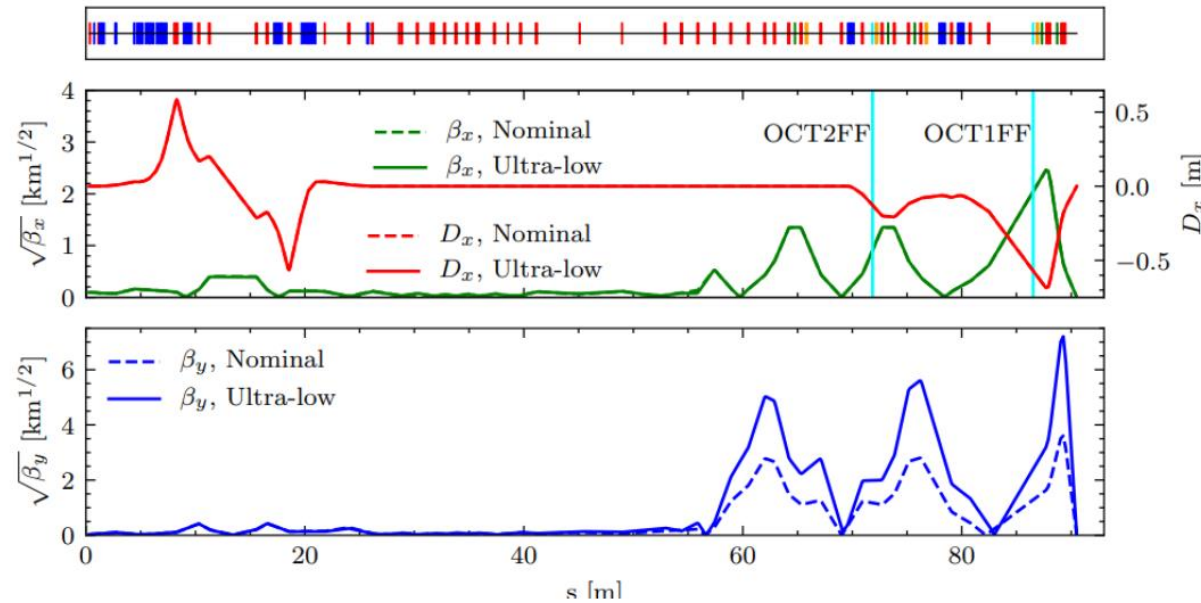 4
3
2
1
0
√βx [km^1/2]
βx, Nominal
βx, Ultra-low
Dx, Nominal
Dx, Ultra-low
OCT2FF
OCT1FF
0.5
0.0
−0.5
Dx [m]
6
4
2
0
√βy [km^1/2]
βy, Nominal
βy, Ultra-low
0 20 40 60 80
s [m]